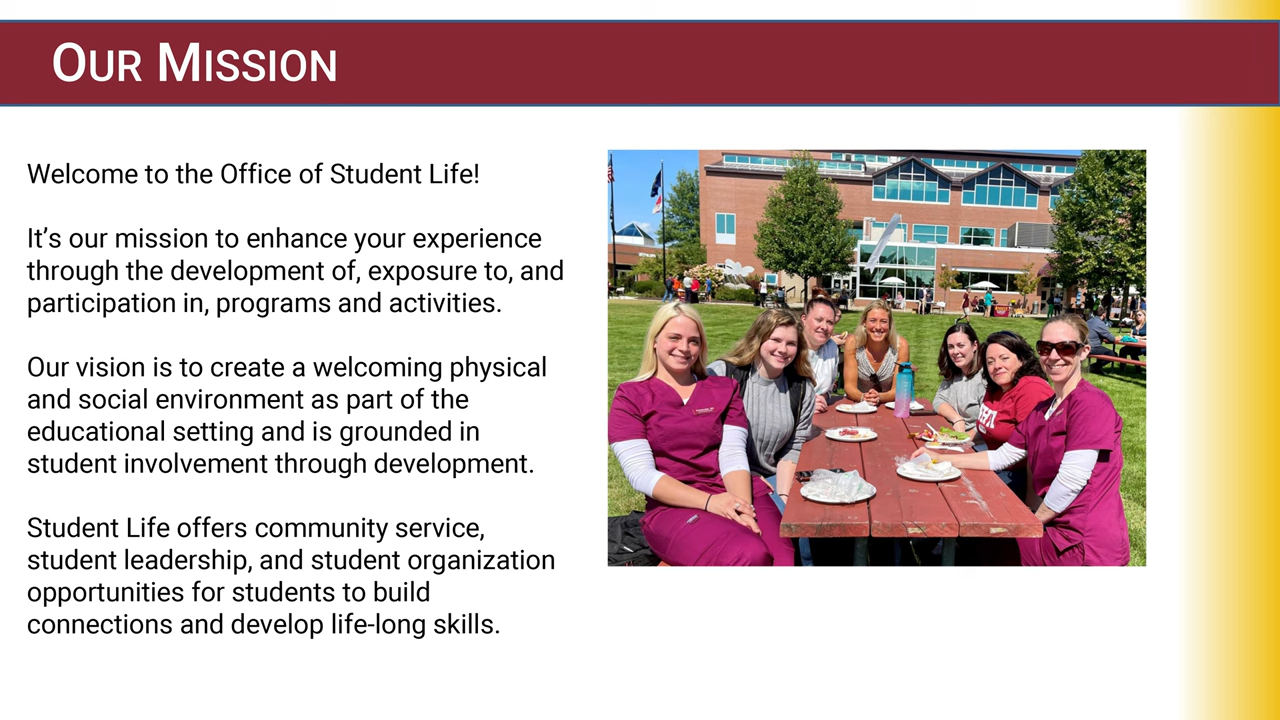 Our Mission
Welcome to the Office of Student Life!
It’s our mission to enhance your experience
through the development of, exposure to, and
participation in, programs and activities.
Our vision is to create a welcoming physical
and social environment as part of the
educational setting and is grounded in
student involvement through development.
Student Life offers community service,
student leadership, and student organization
opportunities for students to build
connections and develop life-long skills.